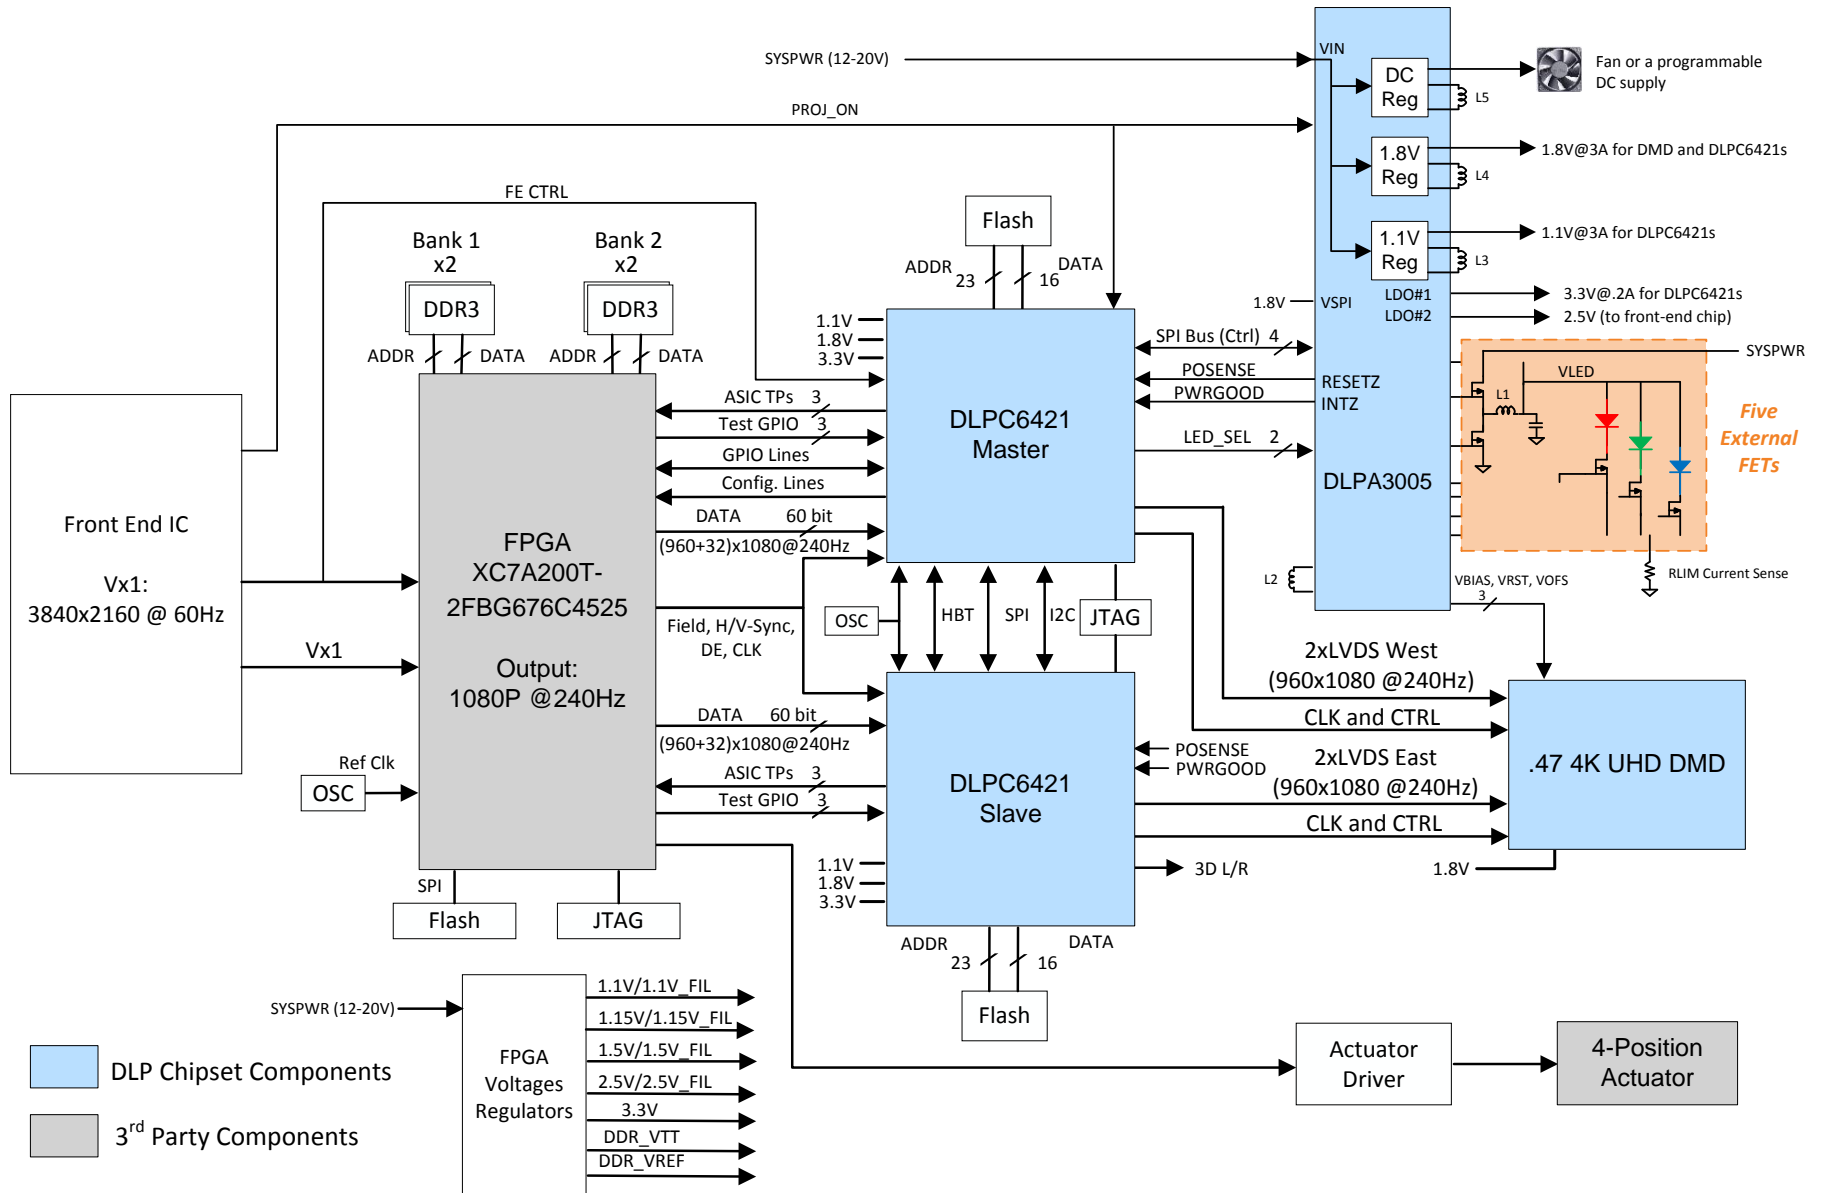 SYSPWR (12-20V)
VIN
DC
Reg
L5
Fan or a programmable
DC supply
PROJ_ON
1.8V
Reg
L4
1.8V@3A for DMD and DLPC6421s
FE CTRL
1.1V
Reg
L3
1.1V@3A for DLPC6421s
Bank 1
x2
Bank 2
x2
DDR3
DDR3
ADDR
DATA
ADDR
DATA
Flash
ADDR
23
16
DATA
1.8V
VSPI
LDO#1
LDO#2
3.3V@.2A for DLPC6421s
2.5V (to front-end chip)
1.1V
1.8V
3.3V
SPI Bus (Ctrl) 4
POSENSE
PWRGOOD
RESETZ
INTZ
LED_SEL 2
DLPA3005
SYSPWR
VLED
L1
Five
External
FETs
RLIM Current Sense
L2
VBIAS, VRST, VOFS
3
DLPC6421
Master
ASIC TPs 3
Test GPIO 3
GPIO Lines
Config. Lines
DATA 60 bit
(960+32)x1080@240Hz
Front End IC
Vx1:
3840x2160 @ 60Hz
Vx1
FPGA
XC7A200T-
2FBG676C4525
Output:
1080P @240Hz
Field, H/V-Sync,
DE, CLK
OSC
HBT
SPI
I2C
JTAG
DATA 60 bit
(960+32)x1080@240Hz
ASIC TPs 3
Test GPIO 3
Ref Clk
OSC
DLPC6421
Slave
POSENSE
PWRGOOD
2xLVDS West
(960x1080 @240Hz)
CLK and CTRL
2xLVDS East
(960x1080 @240Hz)
CLK and CTRL
.47 4K UHD DMD
1.8V
3D L/R
1.1V
1.8V
3.3V
SPI
Flash
JTAG
ADDR
23
16
DATA
Flash
SYSPWR (12-20V)
FPGA
Voltages
Regulators
1.1V/1.1V_FIL
1.15V/1.15V_FIL
1.5V/1.5V_FIL
2.5V/2.5V_FIL
3.3V
DDR_VTT
DDR_VREF
Actuator
Driver
4-Position
Actuator
DLP Chipset Components
3rd Party Components